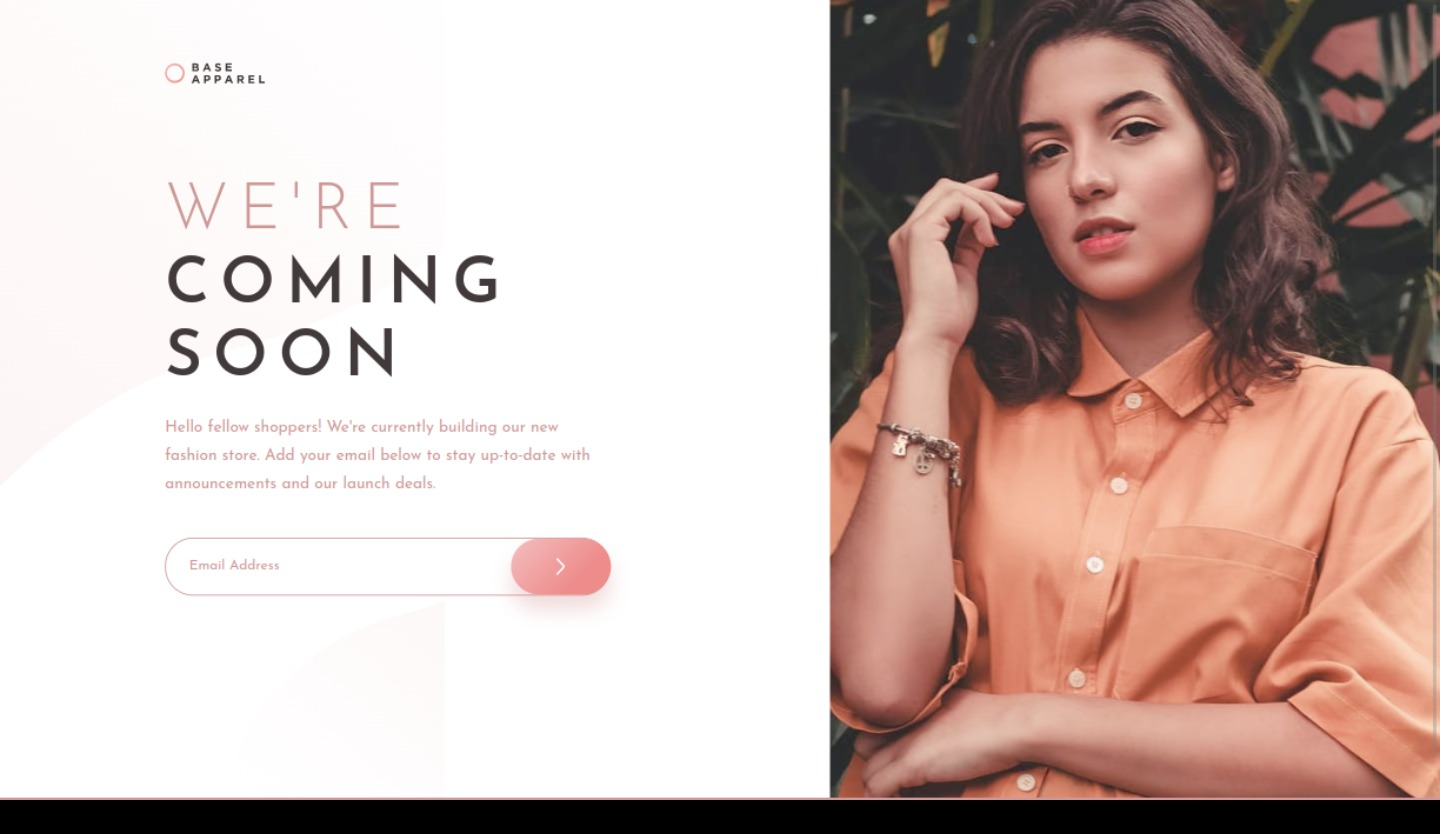 BASE
APPAREL
WE'RE
COMING
SOON
Hello fellow shoppers! We're currently building our new
fashion store. Add your email below to stay up-to-date with
announcements and our launch deals.
Email Address